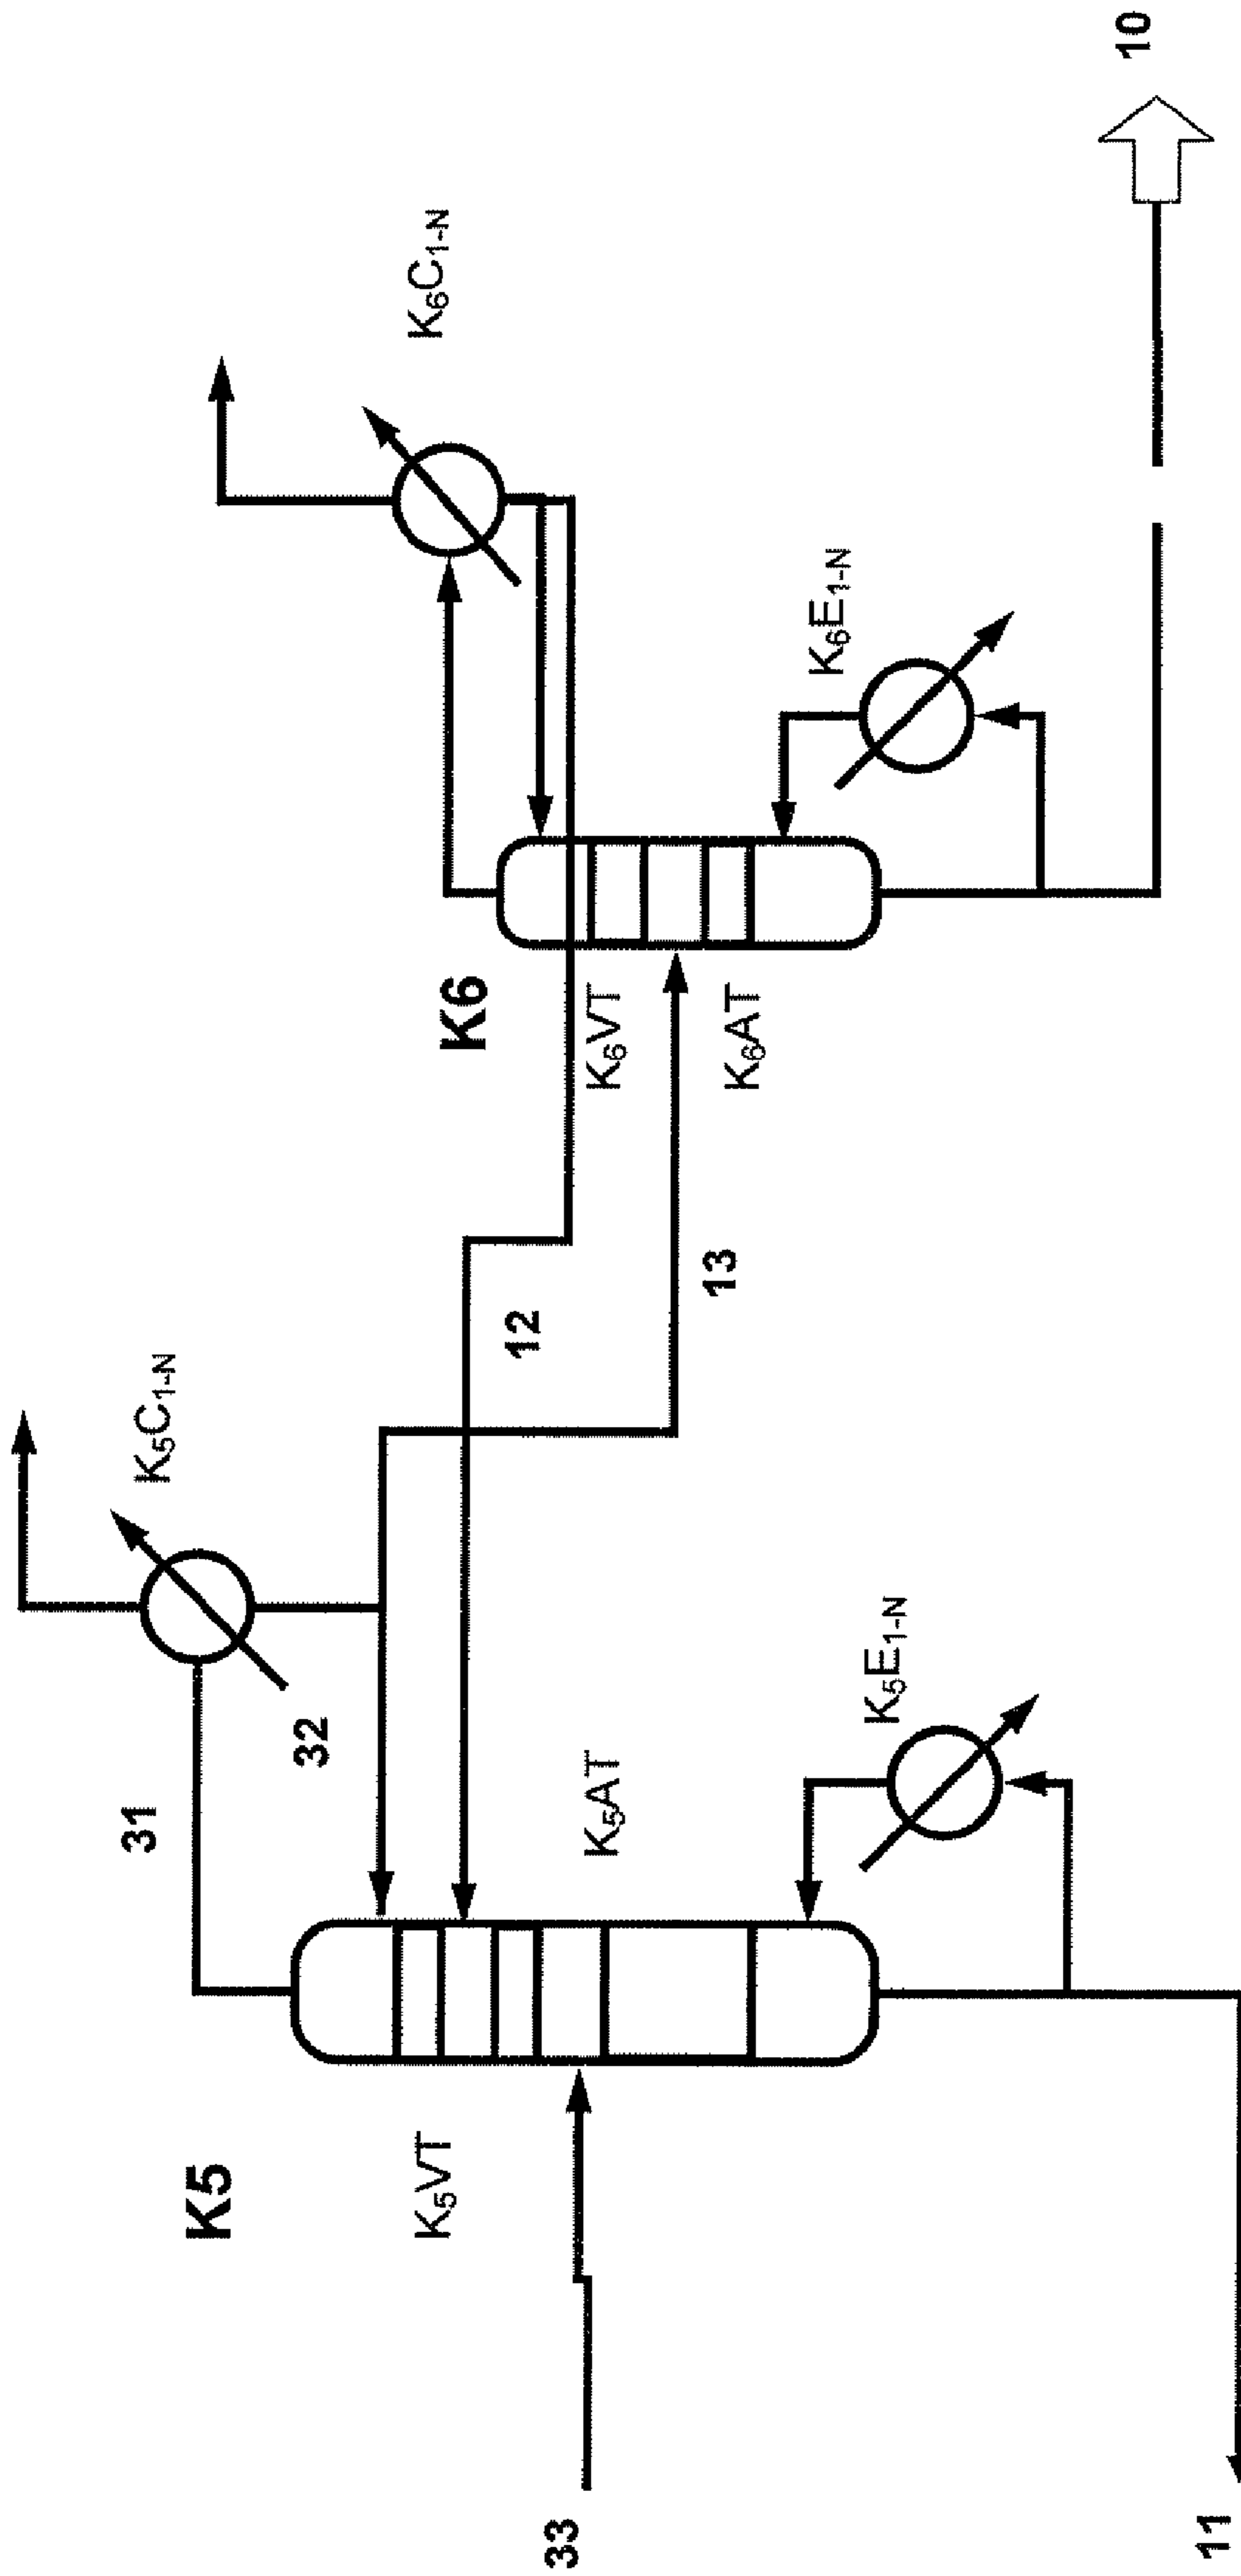 K5
31
32
K₅C₁₋N
K₅VT
K₅AT
K₅E₁₋N
33
11
12
13
K6
K₆C₁₋N
K₆VT
K₆AT
K₆E₁₋N
10